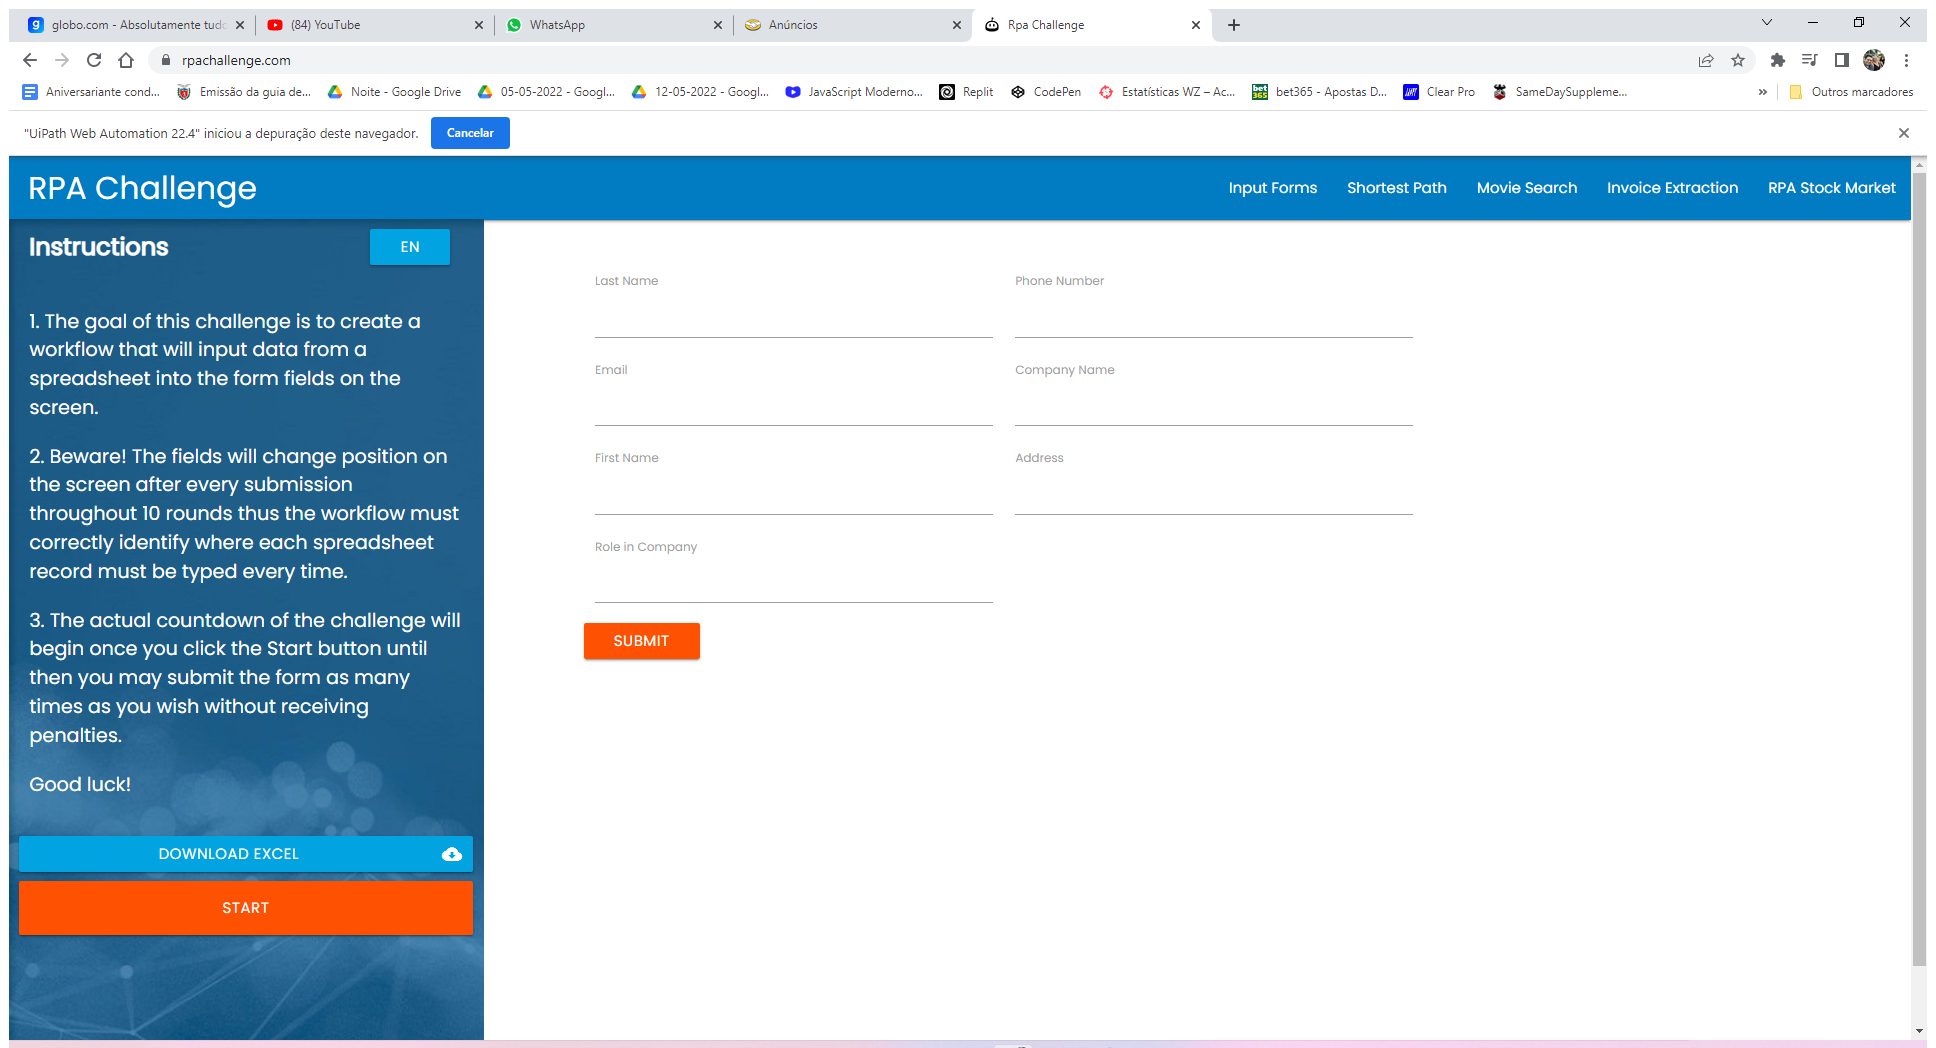 globo.com - Absolutamente tudo
(84) YouTube
WhatsApp
Anúncios
Rpa Challenge
rpachallenge.com
Aniversariante cond...
Emissão da guia de...
Noite - Google Drive
05-05-2022 - Googl...
12-05-2022 - Googl...
JavaScript Moderno...
Replit
CodePen
Estatísticas WZ – Ac...
bet365 - Apostas D...
Clear Pro
SameDaySuppleme...
»
Outros marcadores
"UiPath Web Automation 22.4" iniciou a depuração deste navegador.
Cancelar
RPA Challenge
Input Forms
Shortest Path
Movie Search
Invoice Extraction
RPA Stock Market
Instructions
EN
1. The goal of this challenge is to create a
workflow that will input data from a
spreadsheet into the form fields on the
screen.
2. Beware! The fields will change position on
the screen after every submission
throughout 10 rounds thus the workflow must
correctly identify where each spreadsheet
record must be typed every time.
3. The actual countdown of the challenge will
begin once you click the Start button until
then you may submit the form as many
times as you wish without receiving
penalties.
Good luck!
DOWNLOAD EXCEL
START
Last Name
Phone Number
Email
Company Name
First Name
Address
Role in Company
SUBMIT